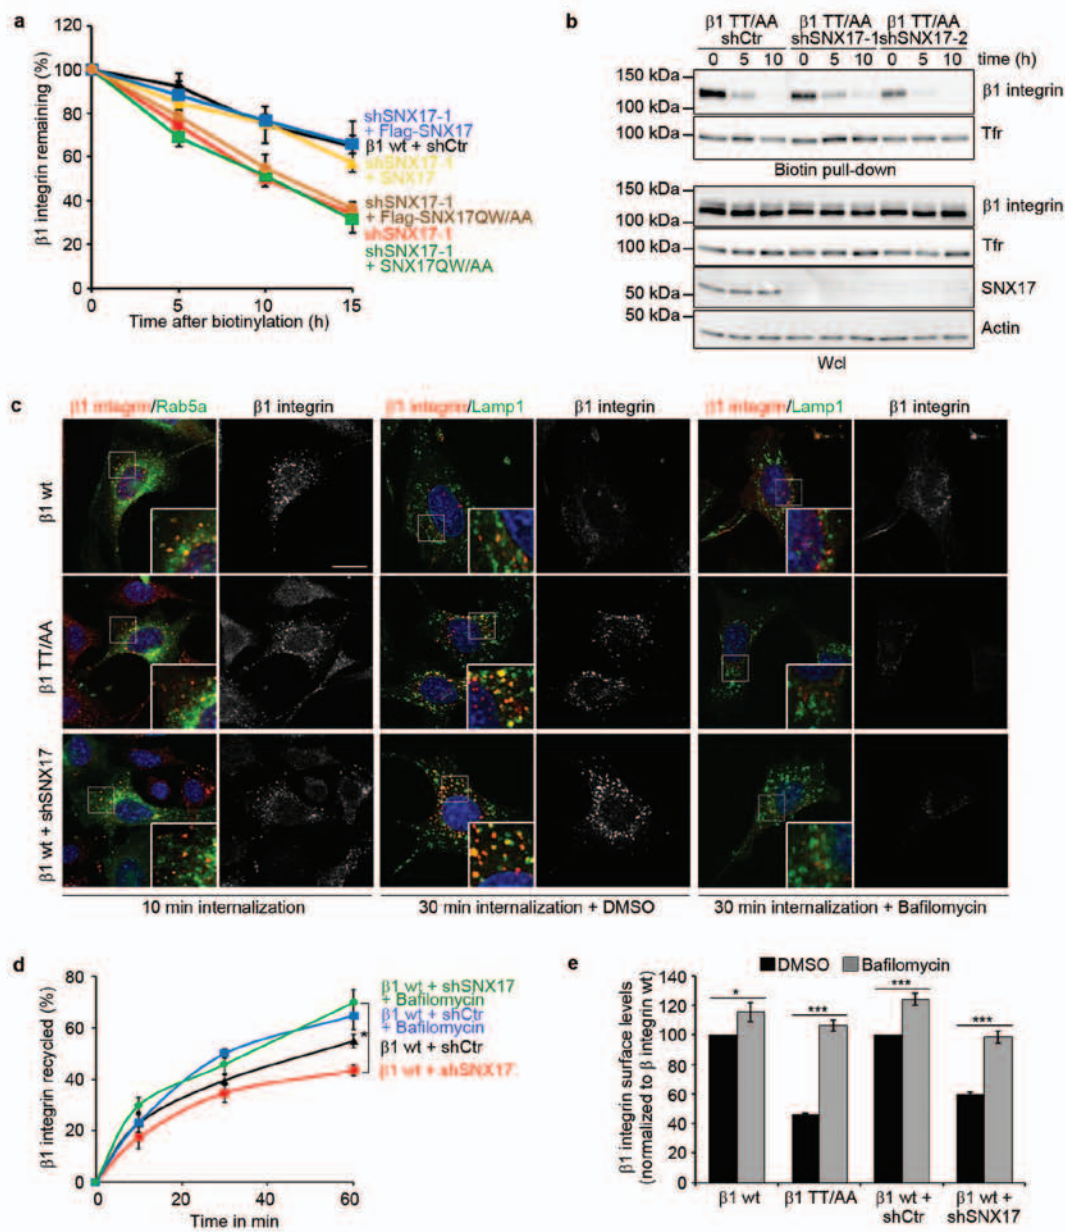 a
β1 integrin remaining (%)
120
100
80
60
40
20
0
0
5
10
15
Time after biotinylation (h)
shSNX17-1
+ Flag-SNX17
β1 wt + shCtr
shSNX17-1
+ SNX17
shSNX17-1
+ Flag-SNX17QW/AA
shSNX17-1
shSNX17-1
+ SNX17QW/AA
b
β1 TT/AA β1 TT/AA β1 TT/AA
shCtr shSNX17-1 shSNX17-2
0 5 10 0 5 10 0 5 10 time (h)
150 kDa
100 kDa
β1 integrin
100 kDa
Tfr
Biotin pull-down
150 kDa
100 kDa
β1 integrin
100 kDa
Tfr
50 kDa
SNX17
50 kDa
Actin
Wcl
c
β1 integrin/Rab5a β1 integrin β1 integrin/Lamp1 β1 integrin β1 integrin/Lamp1 β1 integrin
β1 wt
β1 TT/AA
β1 wt + shSNX17
10 min internalization
30 min internalization + DMSO
30 min internalization + Bafilomycin
d
β1 integrin recycled (%)
80
60
40
20
0
0
20
40
60
Time in min
β1 wt + shSNX17
+ Bafilomycin
β1 wt + shCtr
+ Bafilomycin
*
β1 wt + shCtr
β1 wt + shSNX17
e
DMSO Bafilomycin
β1 integrin surface levels
(normalized to β integrin wt)
140
120
100
80
60
40
20
0
*
***
***
***
β1 wt
β1 TT/AA
β1 wt +
shCtr
β1 wt +
shSNX17